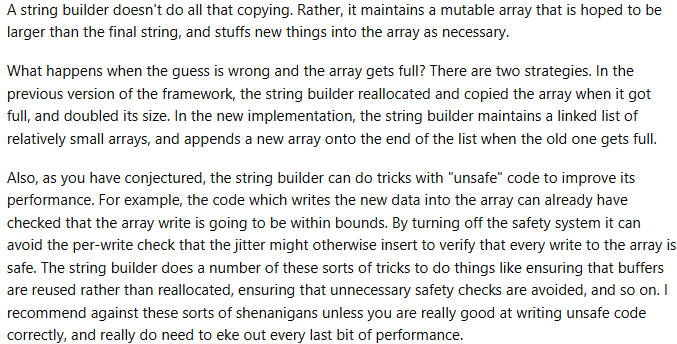 A string builder doesn't do all that copying. Rather, it maintains a mutable array that is hoped to be
larger than the final string, and stuffs new things into the array as necessary.
What happens when the guess is wrong and the array gets full? There are two strategies. In the
previous version of the framework, the string builder reallocated and copied the array when it got
full, and doubled its size. In the new implementation, the string builder maintains a linked list of
relatively small arrays, and appends a new array onto the end of the list when the old one gets full.
Also, as you have conjectured, the string builder can do tricks with "unsafe" code to improve its
performance. For example, the code which writes the new data into the array can already have
checked that the array write is going to be within bounds. By turning off the safety system it can
avoid the per-write check that the jitter might otherwise insert to verify that every write to the array is
safe. The string builder does a number of these sorts of tricks to do things like ensuring that buffers
are reused rather than reallocated, ensuring that unnecessary safety checks are avoided, and so on. I
recommend against these sorts of shenanigans unless you are really good at writing unsafe code
correctly, and really do need to eke out every last bit of performance.